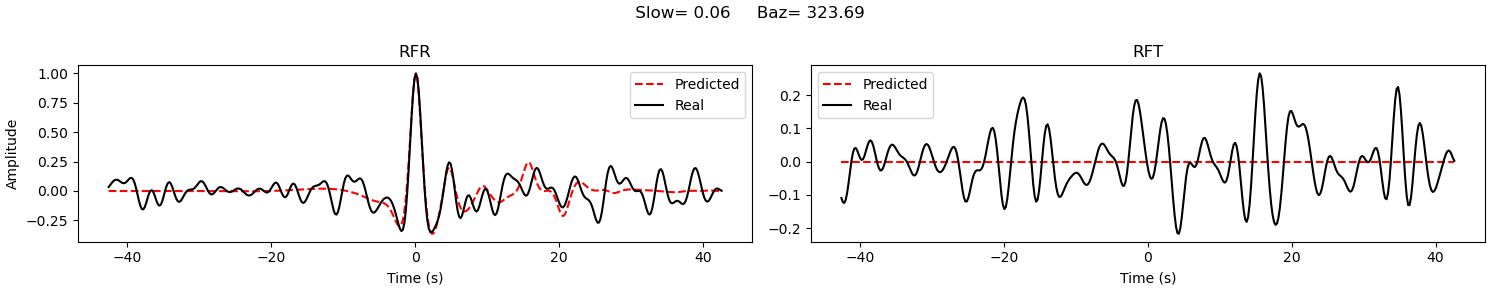 Slow= 0.06     Baz= 323.69
RFR
RFT
1.00
0.75
0.50
0.25
0.00
−0.25
Amplitude
Predicted
Real
−40
−20
0
20
40
Time (s)
0.2
0.1
0.0
−0.1
−0.2
Predicted
Real
−40
−20
0
20
40
Time (s)